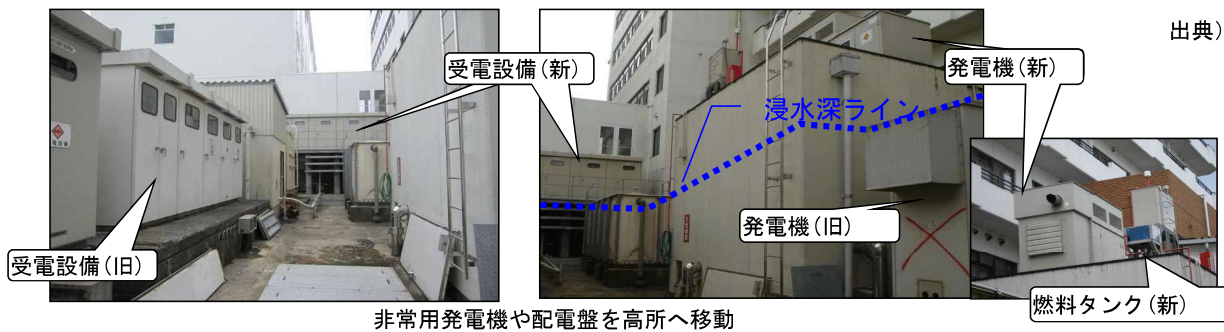 出典)
受電設備(新)
発電機(新)
浸水深ライン
発電機(旧)
受電設備(旧)
燃料タンク(新)
非常用発電機や配電盤を高所へ移動